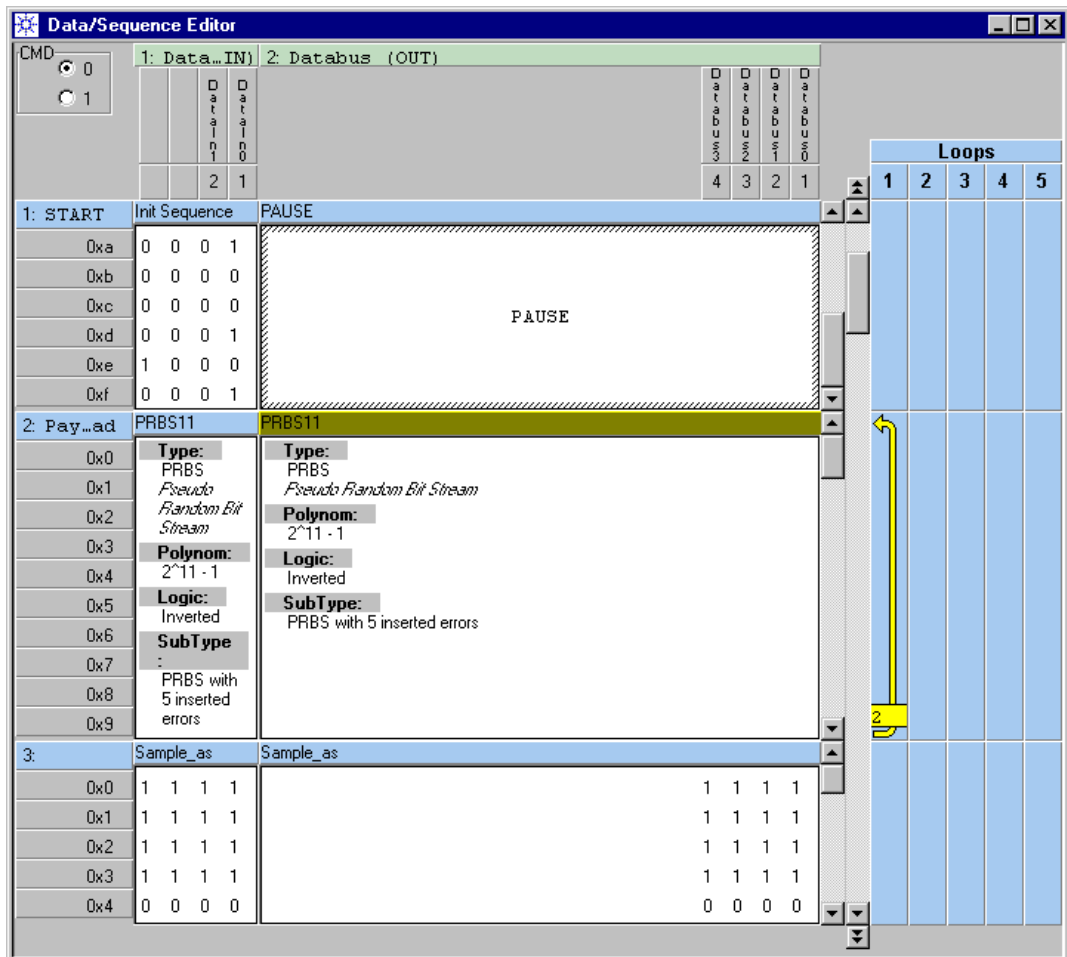 Data/Sequence Editor
CMD
0
1
1: Data…IN) 2: Databus (OUT)
DataIn1 DataIn0 Databus3 Databus2 Databus1 Databus0
2 1 4 3 2 1
Loops
1 2 3 4 5
1: START Init Sequence PAUSE
0xa 0 0 0 1
0xb 0 0 0 0
0xc 0 0 0 0
0xd 0 0 0 1
0xe 1 0 0 0
0xf 0 0 0 1
PAUSE
2: Pay…ad PRBS11 PRBS11
0x0
0x1
0x2
0x3
0x4
0x5
0x6
0x7
0x8
0x9
Type:
PRBS
Pseudo
Random Bit
Stream
Polynom:
2^11 - 1
Logic:
Inverted
SubType
:
PRBS with
5 inserted
errors
Type:
PRBS
Pseudo Random Bit Stream
Polynom:
2^11 - 1
Logic:
Inverted
SubType:
PRBS with 5 inserted errors
2
3: Sample_as Sample_as
0x0 1 1 1 1 1 1 1 1
0x1 1 1 1 1 1 1 1 1
0x2 1 1 1 1 1 1 1 1
0x3 1 1 1 1 1 1 1 1
0x4 0 0 0 0 0 0 0 0